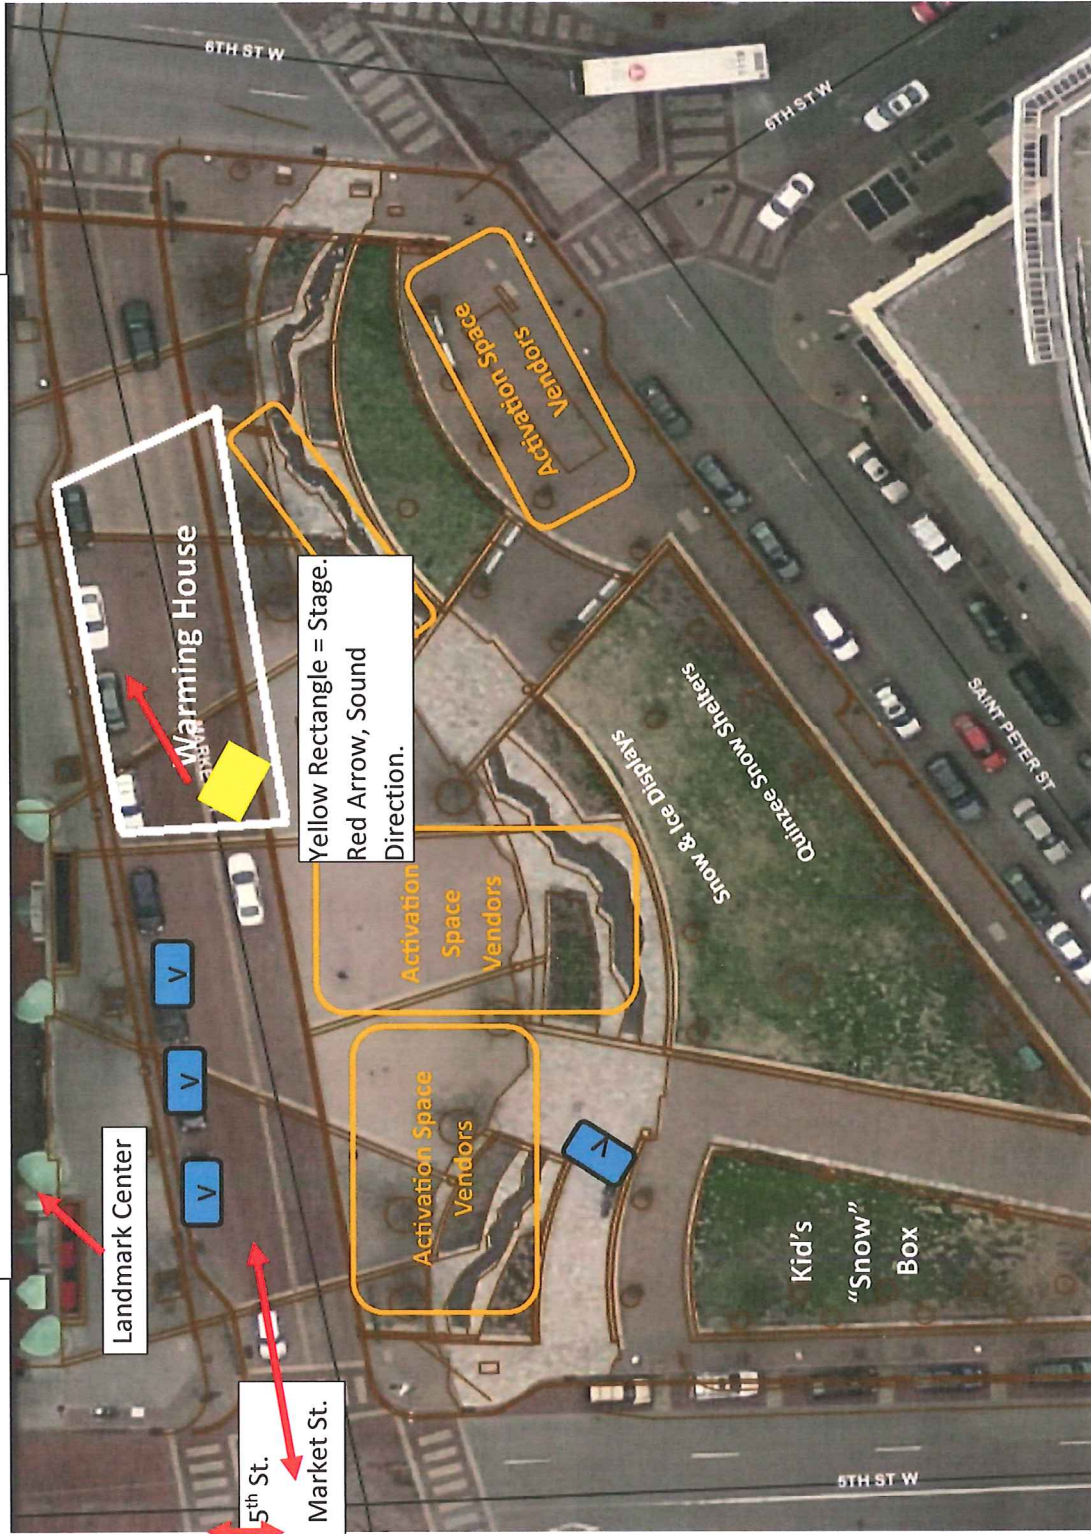 6TH ST W
6TH ST W
Landmark Center
V
V
V
V
5th St.
Market St.
Warming House
MARKE
Yellow Rectangle = Stage.
Red Arrow, Sound
Direction.
Activation Space
Vendors
Activation
Space
Vendors
Activation Space
Vendors
Snow & Ice Displays
Quinzee Snow Shelters
Kid's
“Snow”
Box
SAINT PETER ST
5TH ST W